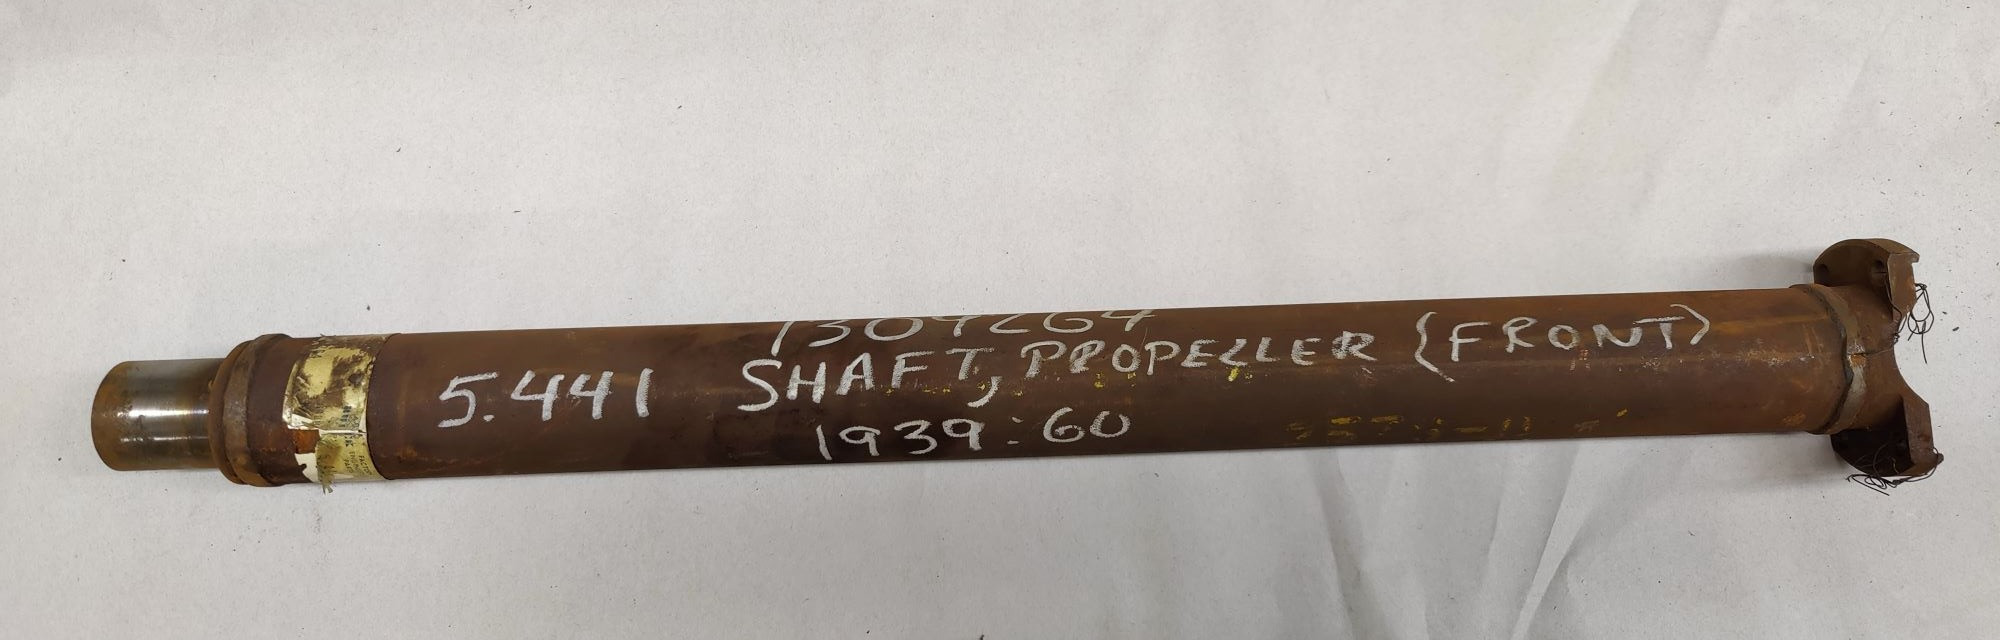 1304264
5.441 SHAFT, PROPELLER (FRONT)
1939:60